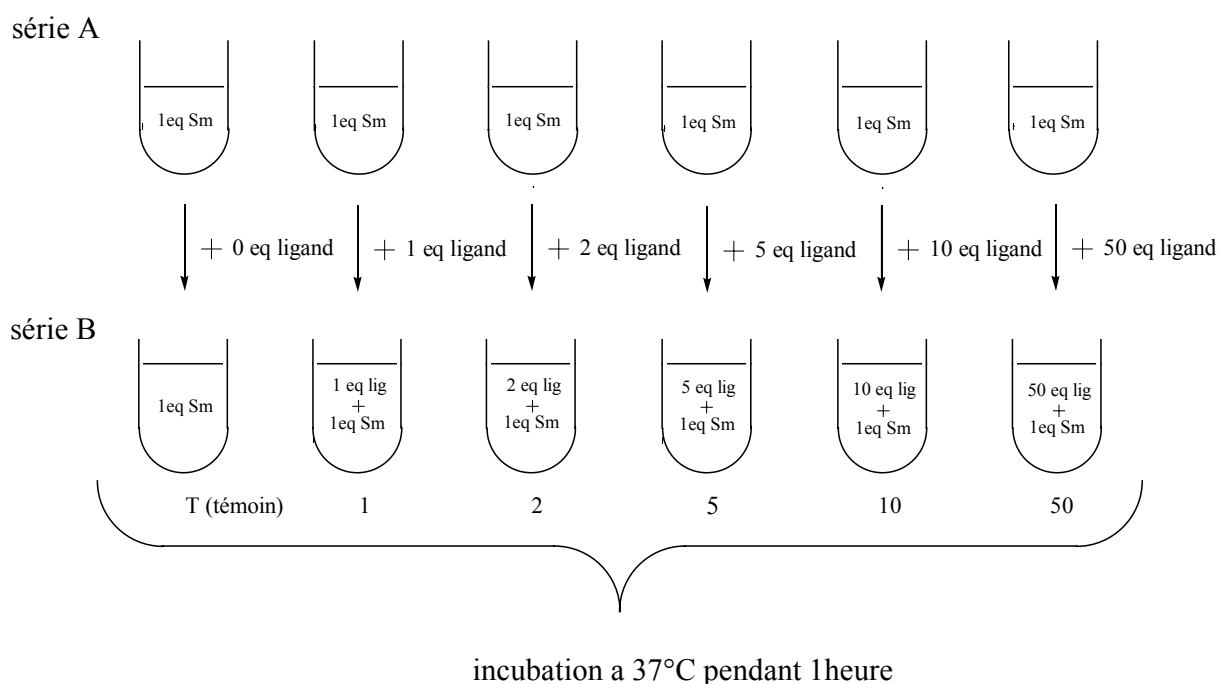 série A
1eq Sm 1eq Sm 1eq Sm 1eq Sm 1eq Sm 1eq Sm
+ 0 eq ligand + 1 eq ligand + 2 eq ligand + 5 eq ligand + 10 eq ligand + 50 eq ligand
série B
1eq Sm
1 eq lig
+
1eq Sm
2 eq lig
+
1eq Sm
5 eq lig
+
1eq Sm
10 eq lig
+
1eq Sm
50 eq lig
+
1eq Sm
T (témoin) 1 2 5 10 50
incubation a 37°C pendant 1heure